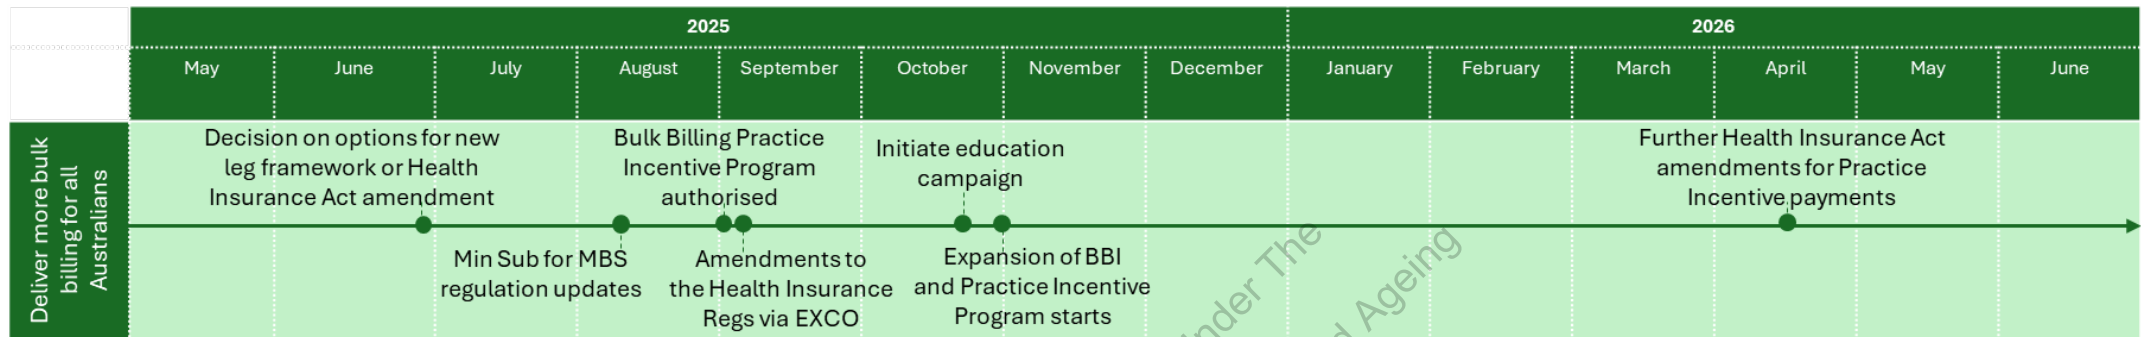 2025
2026
May
June
July
August
September
October
November
December
January
February
March
April
May
June
Deliver more bulk
billing for all
Australians
Decision on options for new
leg framework or Health
Insurance Act amendment
Min Sub for MBS
regulation updates
Bulk Billing Practice
Incentive Program
authorised
Amendments to
the Health Insurance
Regs via EXCO
Initiate education
campaign
Expansion of BBI
and Practice Incentive
Program starts
Further Health Insurance Act
amendments for Practice
Incentive payments
The
Ageing